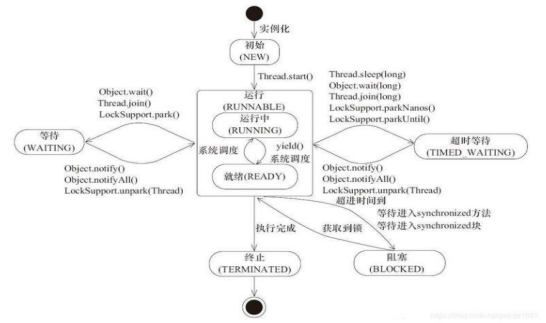 实例化
初始
(NEW)
Thread.start()
Object.wait()
Thread.join()
LockSupport.park()
等待
(WAITING)
Object.notify()
Object.notifyAll()
LockSupport.unpark(Thread)
运行
(RUNNABLE)
运行中
(RUNNING)
系统调度
yield()
系统调度
就绪(READY)
Thread.sleep(long)
Object.wait(long)
Thread.join(long)
LockSupport.parkNanos()
LockSupport.parkUntil()
超时等待
(TIMED_WAITING)
Object.notify()
Object.notifyAll()
LockSupport.unpark(Thread)
超进时间到
等待进入synchronized方法
等待进入synchronized块
获取到锁
执行完成
终止
(TERMINATED)
阻塞
(BLOCKED)